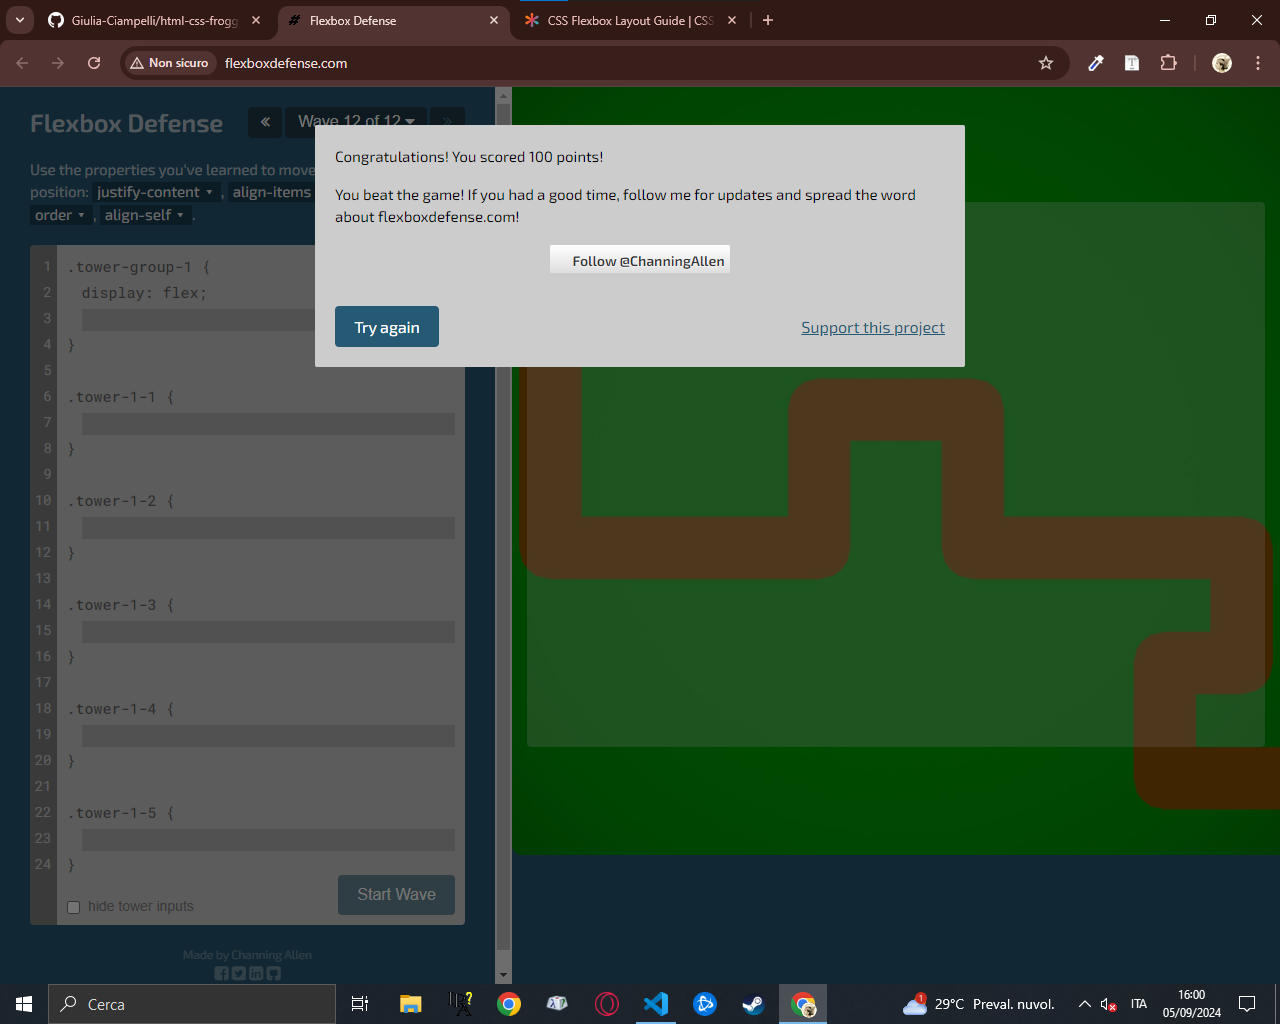 Giulia-Ciampelli/html-css-frogg
Flexbox Defense
CSS Flexbox Layout Guide | CSS
Non sicuro
flexboxdefense.com
Flexbox Defense
Wave 12 of 12
Use the properties you've learned to move
position: justify-content , align-items
order , align-self .
Congratulations! You scored 100 points!
You beat the game! If you had a good time, follow me for updates and spread the word
about flexboxdefense.com!
Follow @ChanningAllen
Try again
Support this project
1 .tower-group-1 {
2 display: flex;
3
4 }
5
6 .tower-1-1 {
7
8 }
9
10 .tower-1-2 {
11
12 }
13
14 .tower-1-3 {
15
16 }
17
18 .tower-1-4 {
19
20 }
21
22 .tower-1-5 {
23
24 }
hide tower inputs
Start Wave
Made by Channing Allen
Cerca
1
29°C Preval. nuvol.
ITA
16:00
05/09/2024